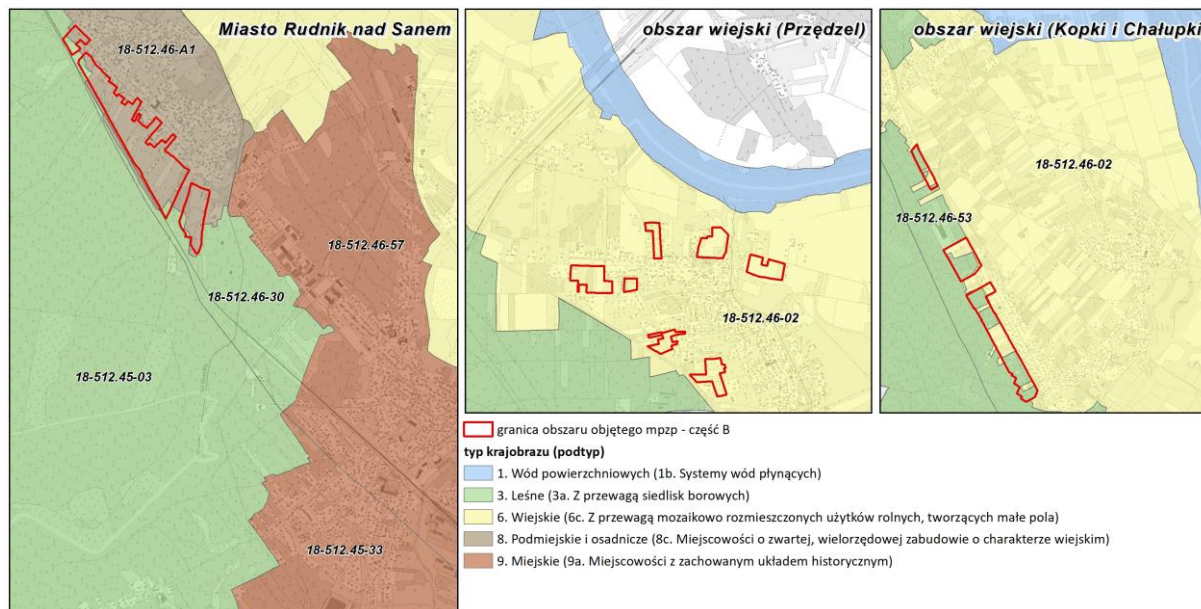 Miasto Rudnik nad Sanem
18-512.46-A1
18-512.46-57
18-512.46-30
18-512.45-03
18-512.45-33
obszar wiejski (Przędzel)
18-512.46-02
obszar wiejski (Kopki i Chałupki)
18-512.46-02
18-512.46-53
granica obszaru objętego mpzp - część B
typ krajobrazu (podtyp)
1. Wód powierzchniowych (1b. Systemy wód płynących)
3. Leśne (3a. Z przewagą siedlisk borowych)
6. Wiejskie (6c. Z przewagą mozaikowo rozmieszczonych użytków rolnych, tworzących małe pola)
8. Podmiejskie i osadnicze (8c. Miejscowości o zwartej, wielorzędowej zabudowie o charakterze wiejskim)
9. Miejskie (9a. Miejscowości z zachowanym układem historycznym)